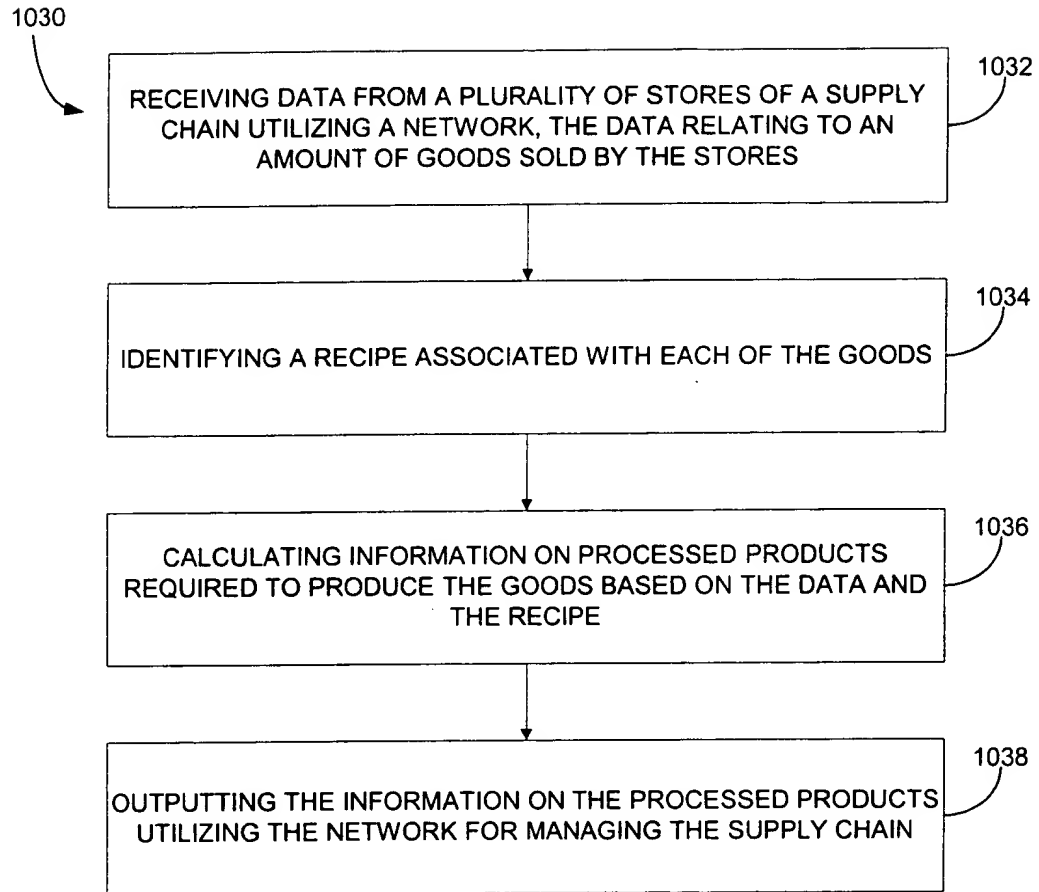 1030
1032
RECEIVING DATA FROM A PLURALITY OF STORES OF A SUPPLY
CHAIN UTILIZING A NETWORK, THE DATA RELATING TO AN
AMOUNT OF GOODS SOLD BY THE STORES
1034
IDENTIFYING A RECIPE ASSOCIATED WITH EACH OF THE GOODS
1036
CALCULATING INFORMATION ON PROCESSED PRODUCTS
REQUIRED TO PRODUCE THE GOODS BASED ON THE DATA AND
THE RECIPE
1038
OUTPUTTING THE INFORMATION ON THE PROCESSED PRODUCTS
UTILIZING THE NETWORK FOR MANAGING THE SUPPLY CHAIN